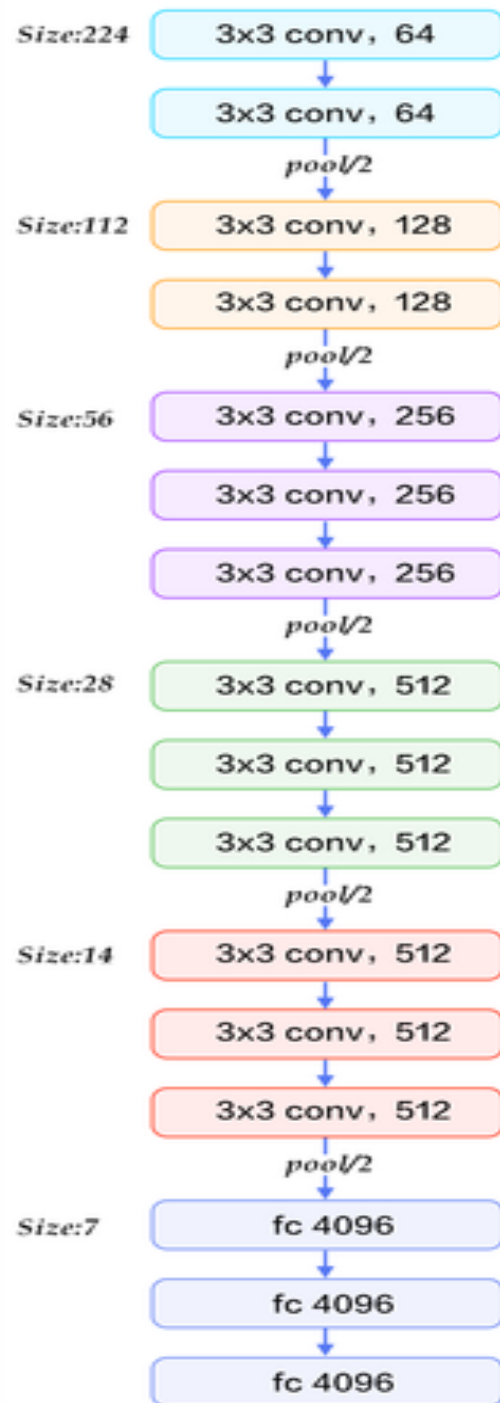 Size:224 3x3 conv, 64
3x3 conv, 64
pool/2
Size:112 3x3 conv, 128
3x3 conv, 128
pool/2
Size:56 3x3 conv, 256
3x3 conv, 256
3x3 conv, 256
pool/2
Size:28 3x3 conv, 512
3x3 conv, 512
3x3 conv, 512
pool/2
Size:14 3x3 conv, 512
3x3 conv, 512
3x3 conv, 512
pool/2
Size:7 fc 4096
fc 4096
fc 4096